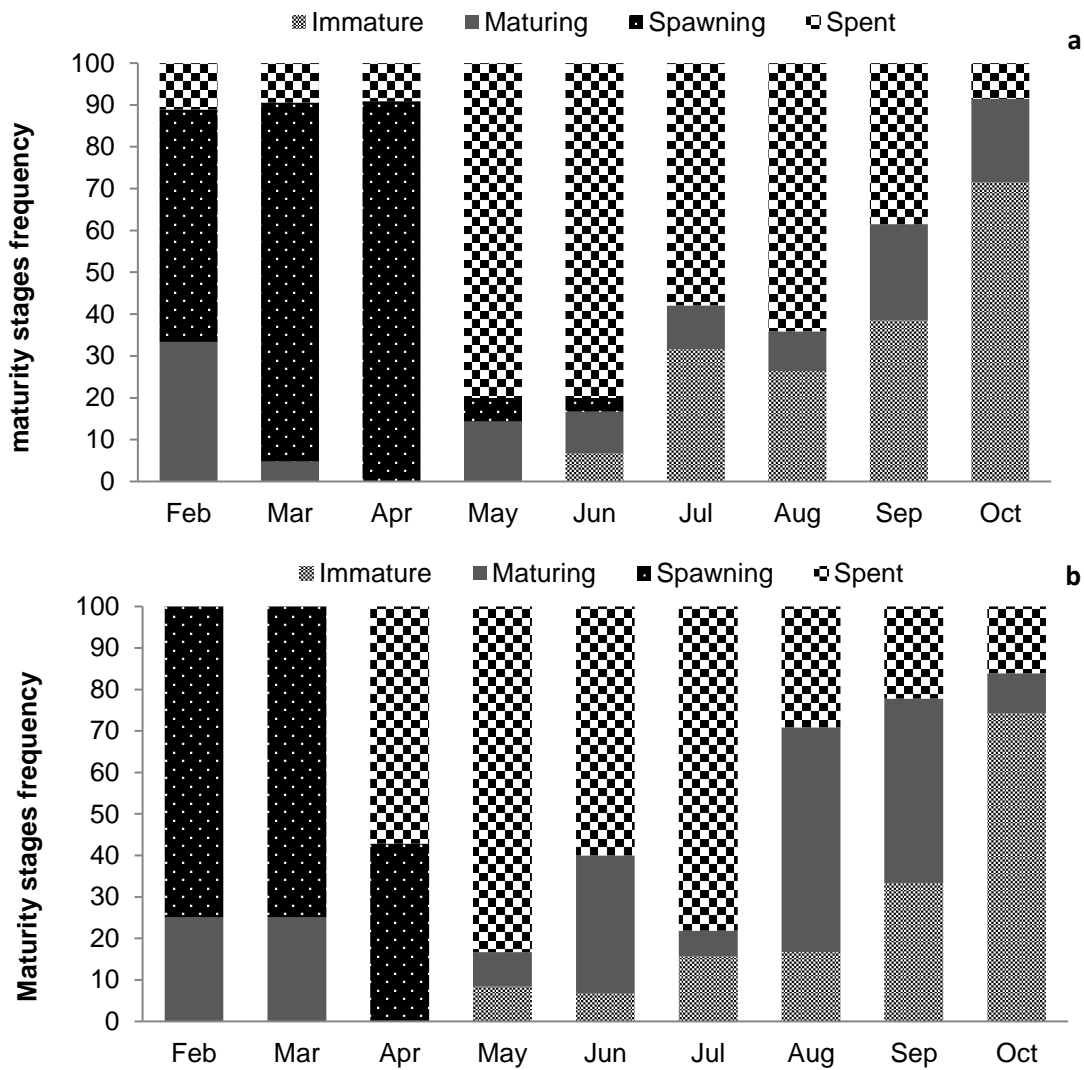 Immature Maturing Spawning Spent
a
100
90
80
70
60
50
40
30
20
10
0
maturity stages frequency
Feb Mar Apr May Jun Jul Aug Sep Oct
Immature Maturing Spawning Spent
b
100
90
80
70
60
50
40
30
20
10
0
Maturity stages frequency
Feb Mar Apr May Jun Jul Aug Sep Oct